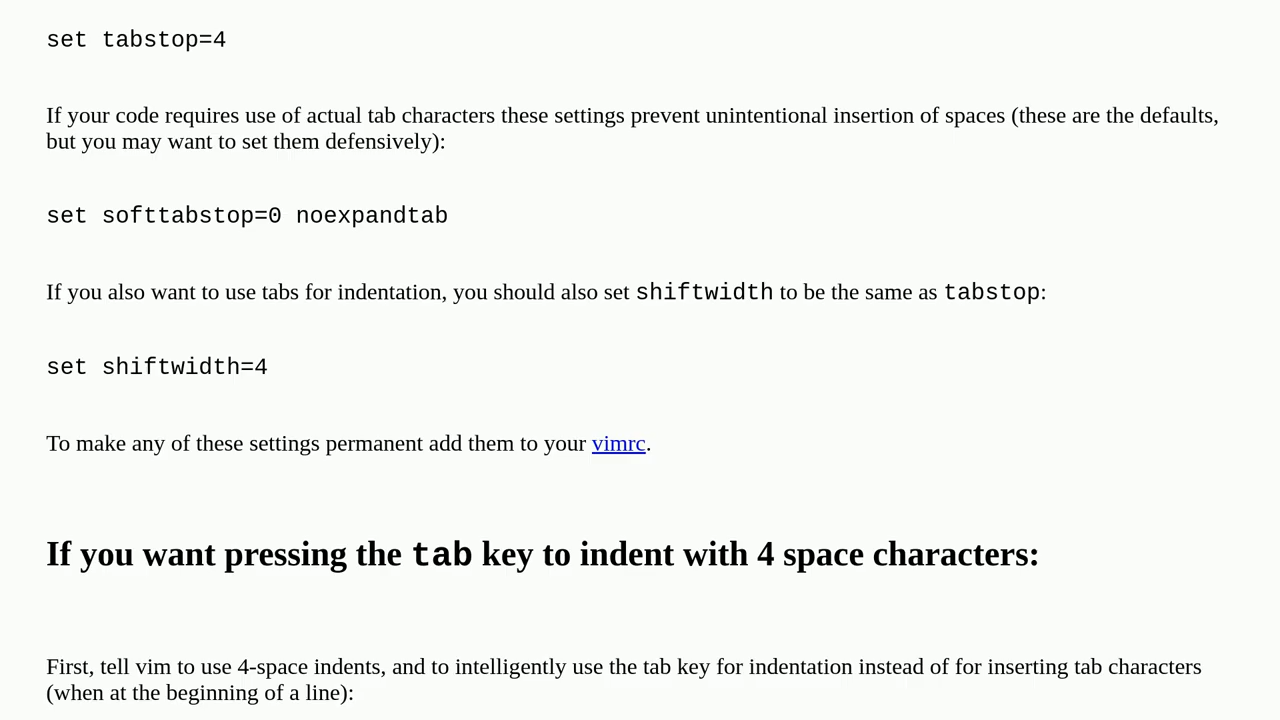 set tabstop=4
If your code requires use of actual tab characters these settings prevent unintentional insertion of spaces (these are the defaults,
but you may want to set them defensively):
set softtabstop=0 noexpandtab
If you also want to use tabs for indentation, you should also set shiftwidth to be the same as tabstop:
set shiftwidth=4
To make any of these settings permanent add them to your vimrc.
If you want pressing the tab key to indent with 4 space characters:
First, tell vim to use 4-space indents, and to intelligently use the tab key for indentation instead of for inserting tab characters
(when at the beginning of a line):